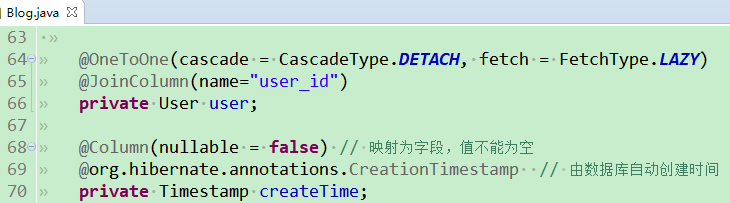 Blog.java
63 »
64 » @OneToOne(cascade = CascadeType.DETACH, fetch = FetchType.LAZY)
65 » @JoinColumn(name="user_id")
66 » private User user;
67 »
68 » @Column(nullable = false) // 映射为字段，值不能为空
69 » @org.hibernate.annotations.CreationTimestamp // 由数据库自动创建时间
70 » private Timestamp createTime;